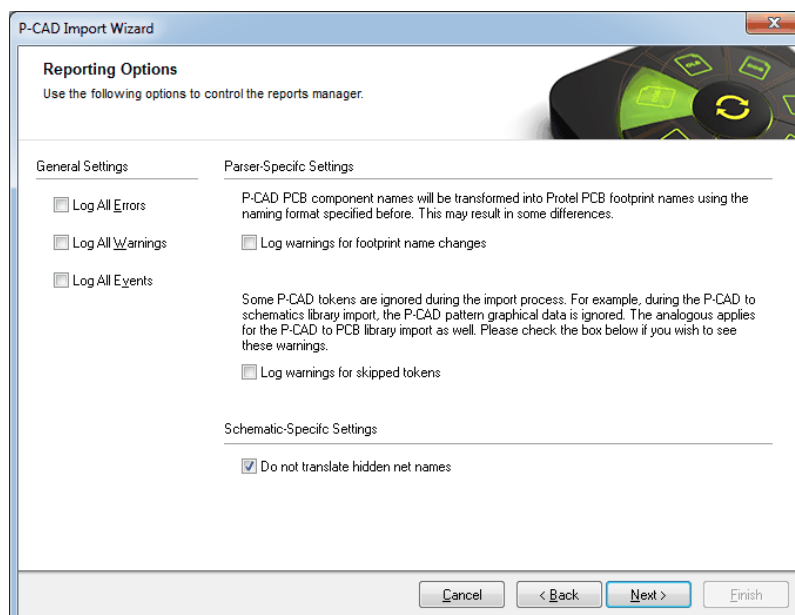 P-CAD Import Wizard
Reporting Options
Use the following options to control the reports manager.
General Settings
Log All Errors
Log All Warnings
Log All Events
Parser-Specifc Settings
P-CAD PCB component names will be transformed into Protel PCB footprint names using the
naming format specified before. This may result in some differences.
Log warnings for footprint name changes
Some P-CAD tokens are ignored during the import process. For example, during the P-CAD to
schematics library import, the P-CAD pattern graphical data is ignored. The analogous applies
for the P-CAD to PCB library import as well. Please check the box below if you wish to see
these warnings.
Log warnings for skipped tokens
Schematic-Specifc Settings
Do not translate hidden net names
Cancel
< Back
Next >
Finish